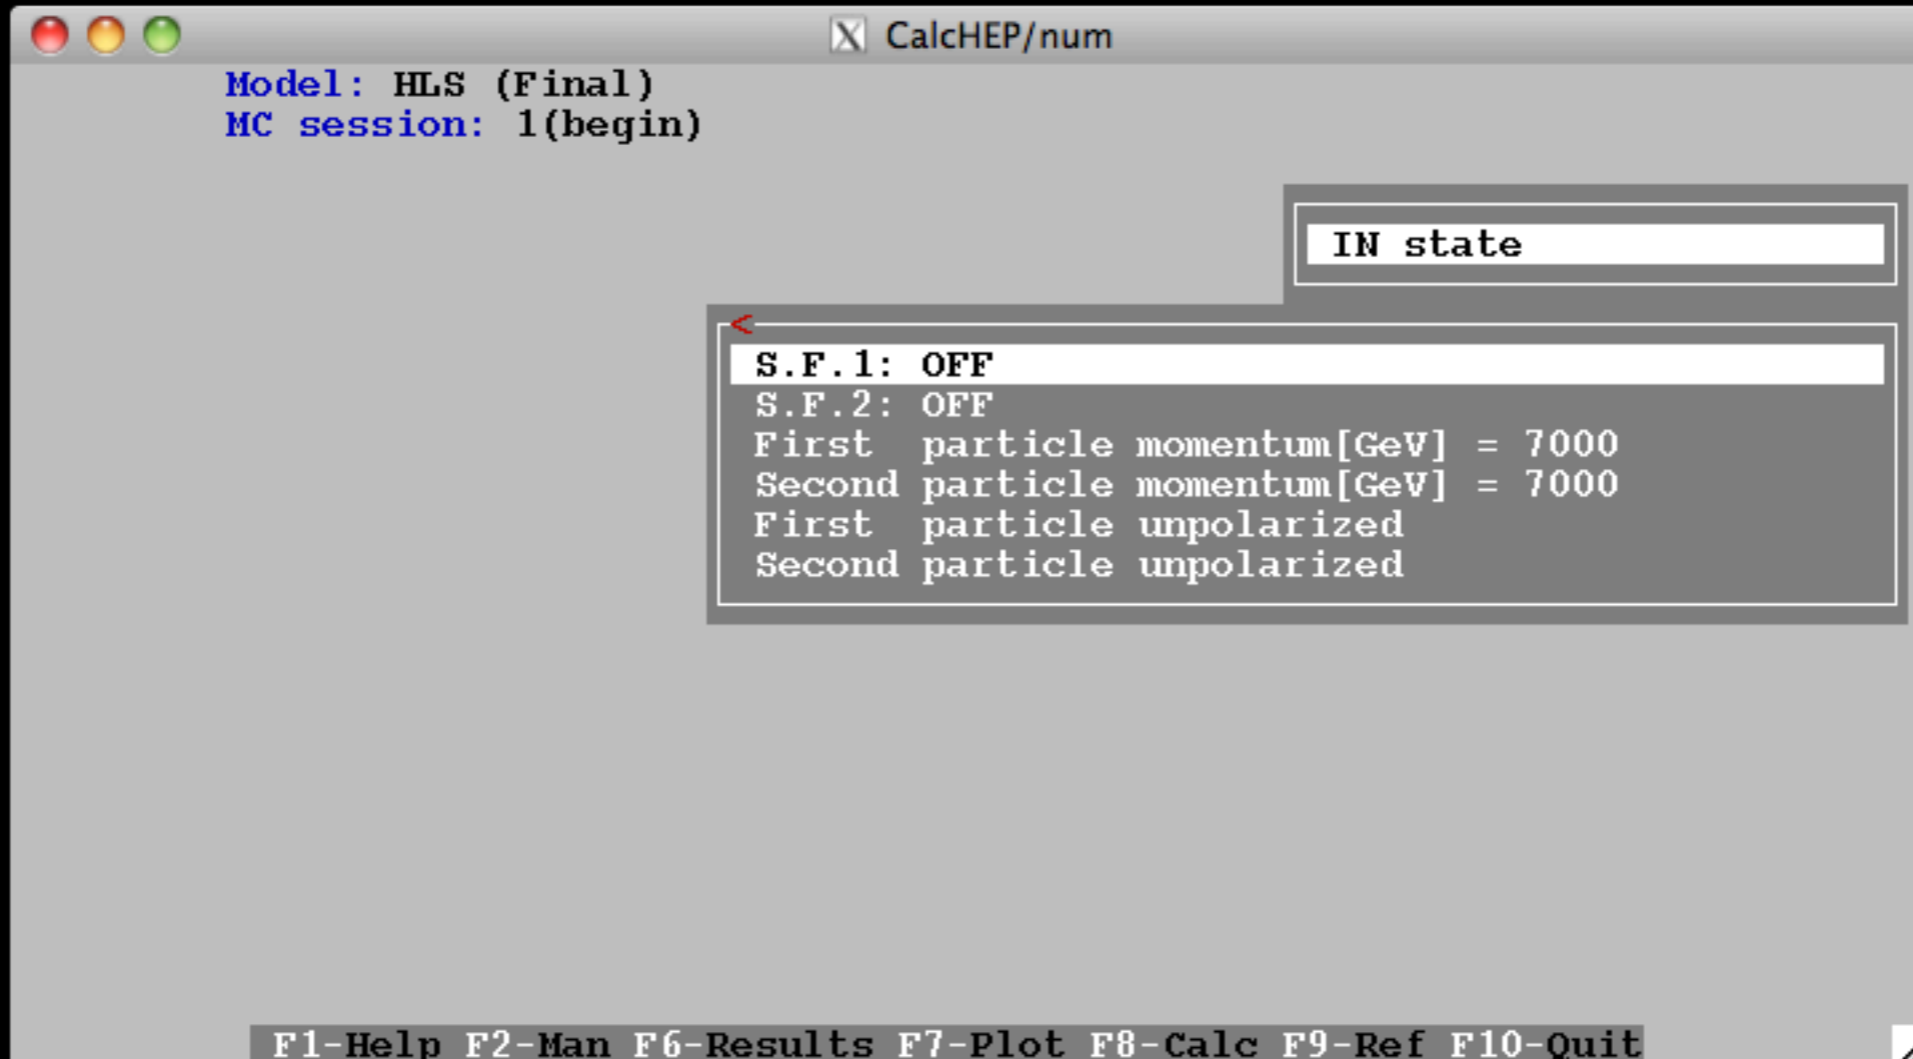 CalcHEP/num
Model: HLS (Final)
MC session: 1(begin)
IN state
<
S.F.1: OFF
S.F.2: OFF
First  particle momentum[GeV] = 7000
Second particle momentum[GeV] = 7000
First  particle unpolarized
Second particle unpolarized
F1-Help F2-Man F6-Results F7-Plot F8-Calc F9-Ref F10-Quit